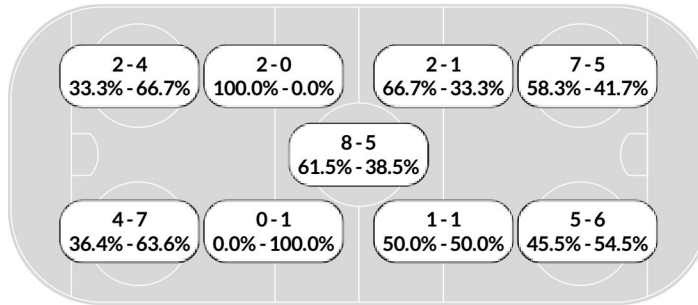 2 - 4
33.3% - 66.7%
2 - 0
100.0% - 0.0%
2 - 1
66.7% - 33.3%
7 - 5
58.3% - 41.7%
8 - 5
61.5% - 38.5%
4 - 7
36.4% - 63.6%
0 - 1
0.0% - 100.0%
1 - 1
50.0% - 50.0%
5 - 6
45.5% - 54.5%